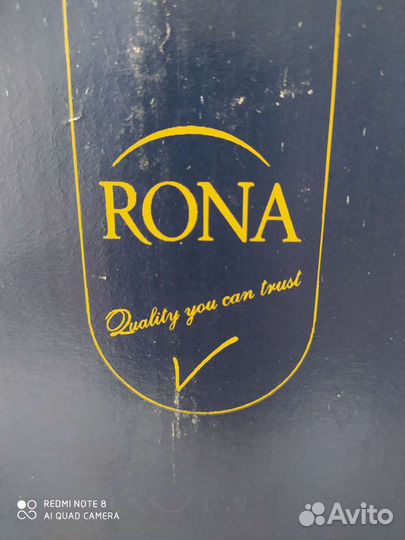 RONA
Quality you can trust
REDMI NOTE 8
AI QUAD CAMERA
Avito